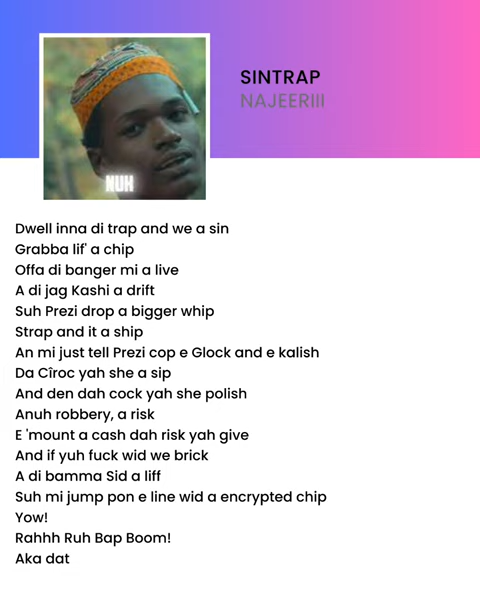 SINTRAP
NAJEERIII
NUH
Dwell inna di trap and we a sin
Grabba lif' a chip
Offa di banger mi a live
A di jag Kashi a drift
Suh Prezi drop a bigger whip
Strap and it a ship
An mi just tell Prezi cop e Glock and e kalish
Da Cîroc yah she a sip
And den dah cock yah she polish
Anuh robbery, a risk
E 'mount a cash dah risk yah give
And if yuh fuck wid we brick
A di bamma Sid a liff
Suh mi jump pon e line wid a encrypted chip
Yow!
Rahhh Ruh Bap Boom!
Aka dat